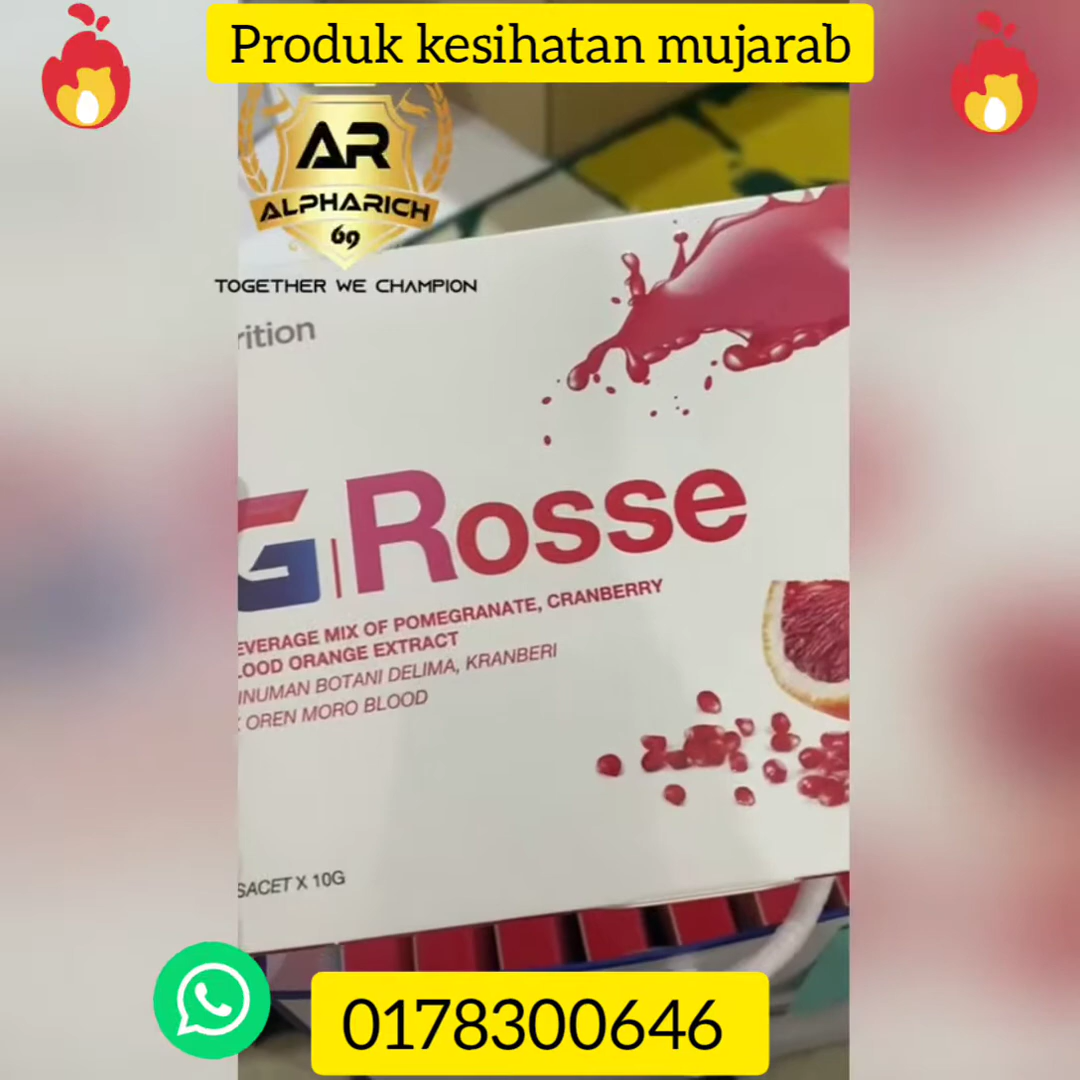 Produk kesihatan mujarab
AR
ALPHARICH
69
TOGETHER WE CHAMPION
rition
G|Rosse
EVERAGE MIX OF POMEGRANATE, CRANBERRY
LOOD ORANGE EXTRACT
INUMAN BOTANI DELIMA, KRANBERI
OREN MORO BLOOD
SACET X 10G
0178300646